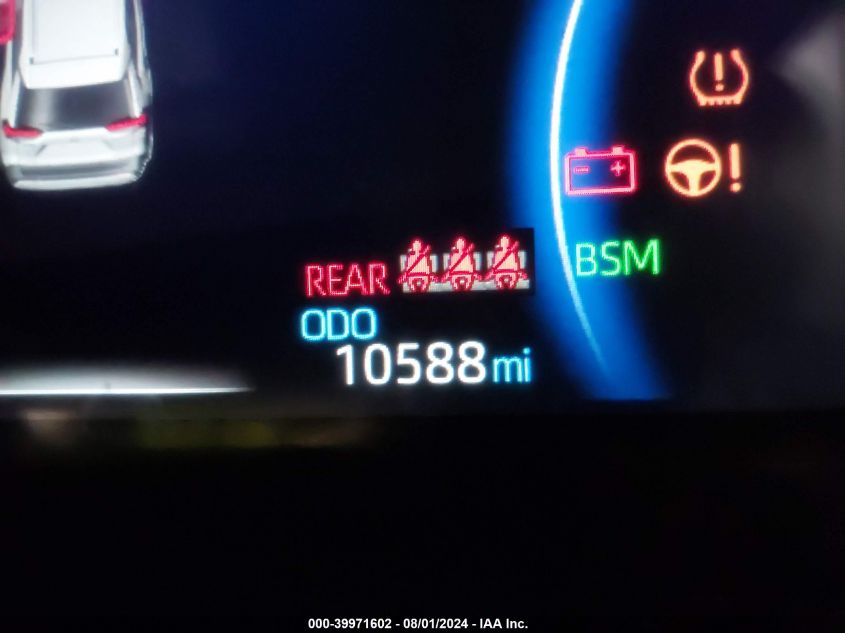 BSM
REAR
ODO
10588 mi
000-39971602 - 08/01/2024 - IAA Inc.